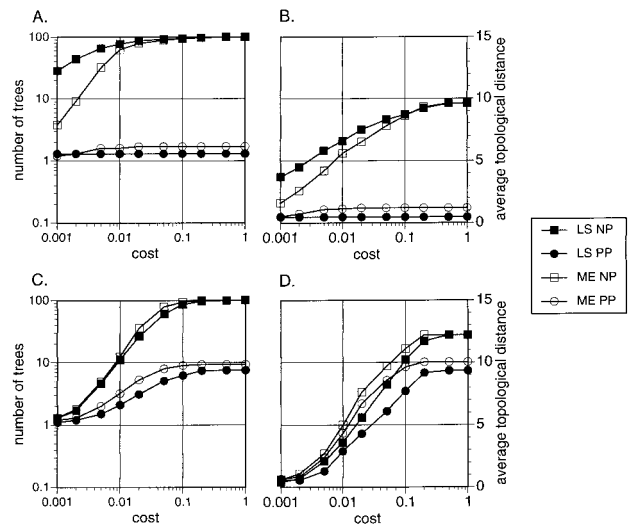 A.
B.
100
10
1
0.1
number of trees
0.001 0.01 0.1 1
cost
15
10
5
0
average topological distance
0.001 0.01 0.1 1
cost
LS NP
LS PP
ME NP
ME PP
C.
D.
100
10
1
0.1
number of trees
0.001 0.01 0.1 1
cost
15
10
5
0
average topological distance
0.001 0.01 0.1 1
cost